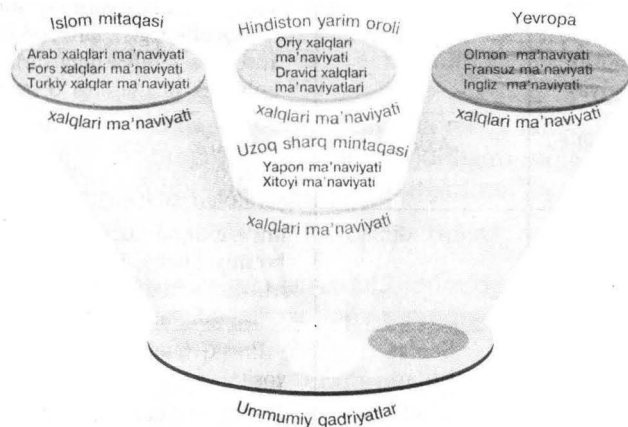 Islom mitaqasi
Arab xalqlari ma'naviyati
Fors xalqlari ma'naviyati
Turkiy xalqlar ma'naviyati
xalqlari ma'naviyati
Hindiston yarim oroli
Oriy xalqlari
ma'naviyati
Dravid xalqlari
ma'naviyatlari
xalqlari ma'naviyati
Yevropa
Olmon ma'naviyati
Fransuz ma'naviyati
Ingliz ma'naviyati
xalqlari ma'naviyati
Uzoq sharq mintaqasi
Yapon ma'naviyati
Xitoyi ma'naviyati
xalqlari ma'naviyati
Ummumiy qadriyatlar